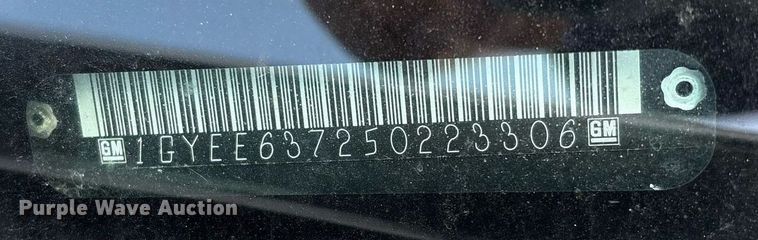 GM 1GYEE637250223306 GM
Purple Wave Auction